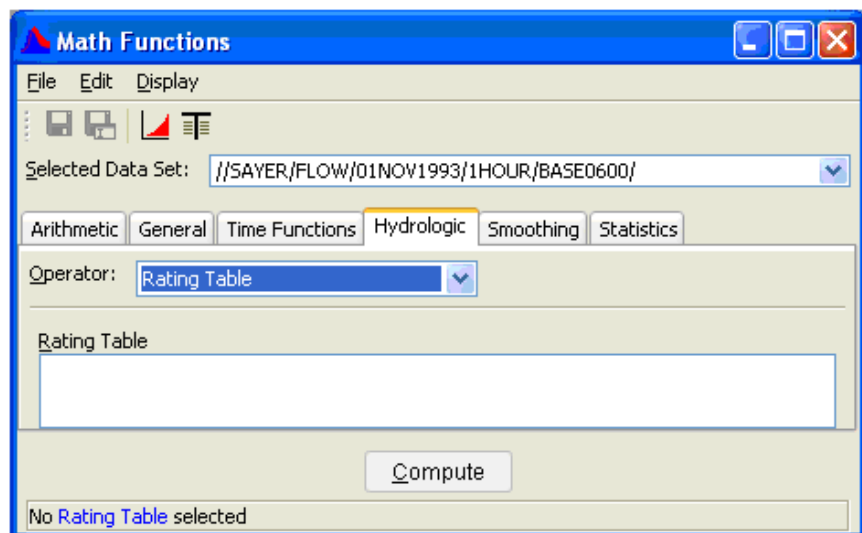 Math Functions
File Edit Display
Selected Data Set: //SAYER/FLOW/01NOV1993/1HOUR/BASE0600/
Arithmetic General Time Functions Hydrologic Smoothing Statistics
Operator: Rating Table
Rating Table
Compute
No Rating Table selected